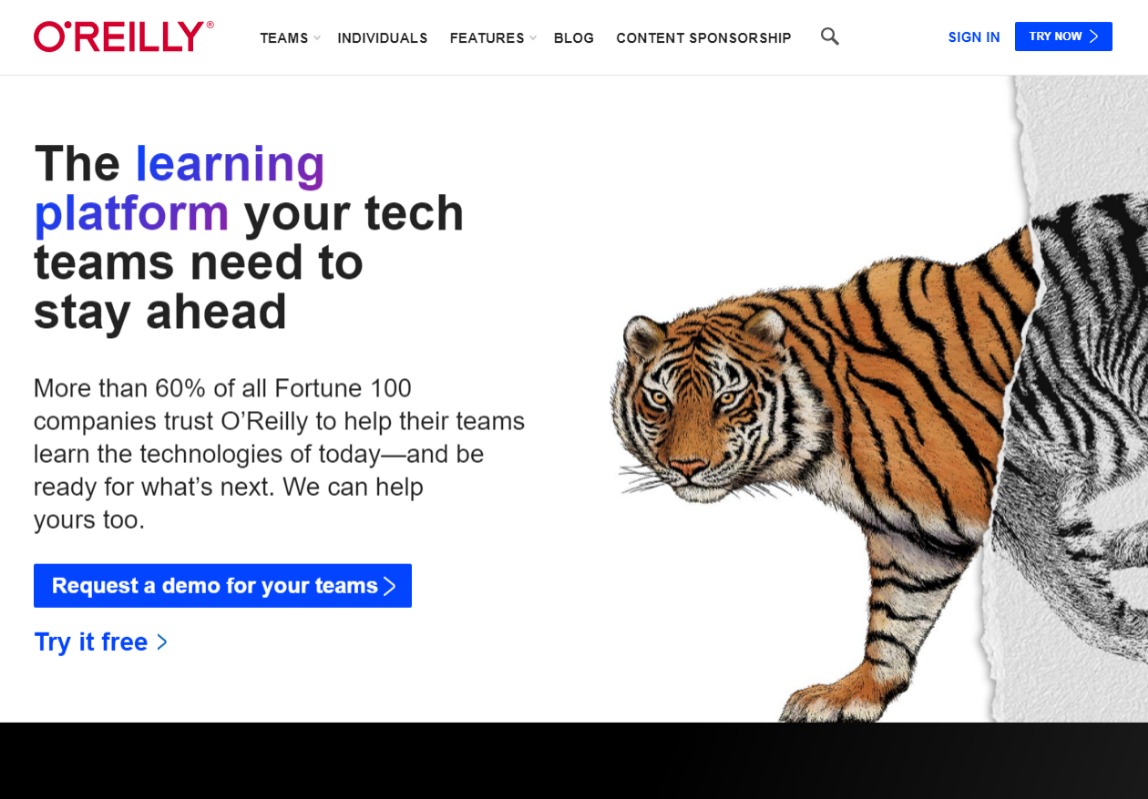 O'REILLY®
TEAMS
INDIVIDUALS
FEATURES
BLOG
CONTENT SPONSORSHIP
SIGN IN
TRY NOW
The learning
platform your tech
teams need to
stay ahead
More than 60% of all Fortune 100
companies trust O’Reilly to help their teams
learn the technologies of today—and be
ready for what’s next. We can help
yours too.
Request a demo for your teams
Try it free